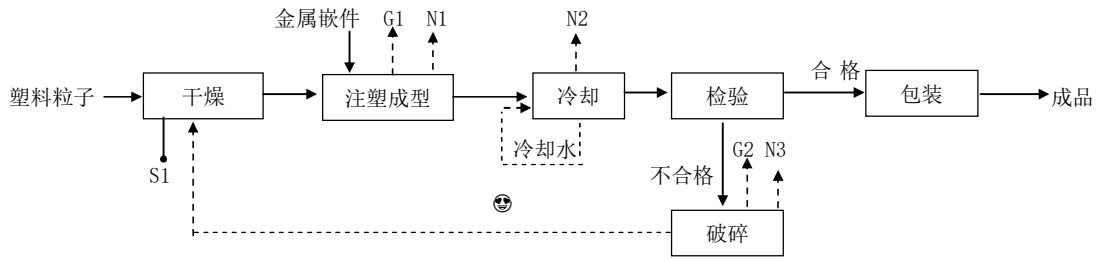 金属嵌件
G1
N1
N2
塑料粒子
干燥
注塑成型
冷却
检验
合 格
包装
成品
冷却水
S1
不合格
G2
N3
破碎